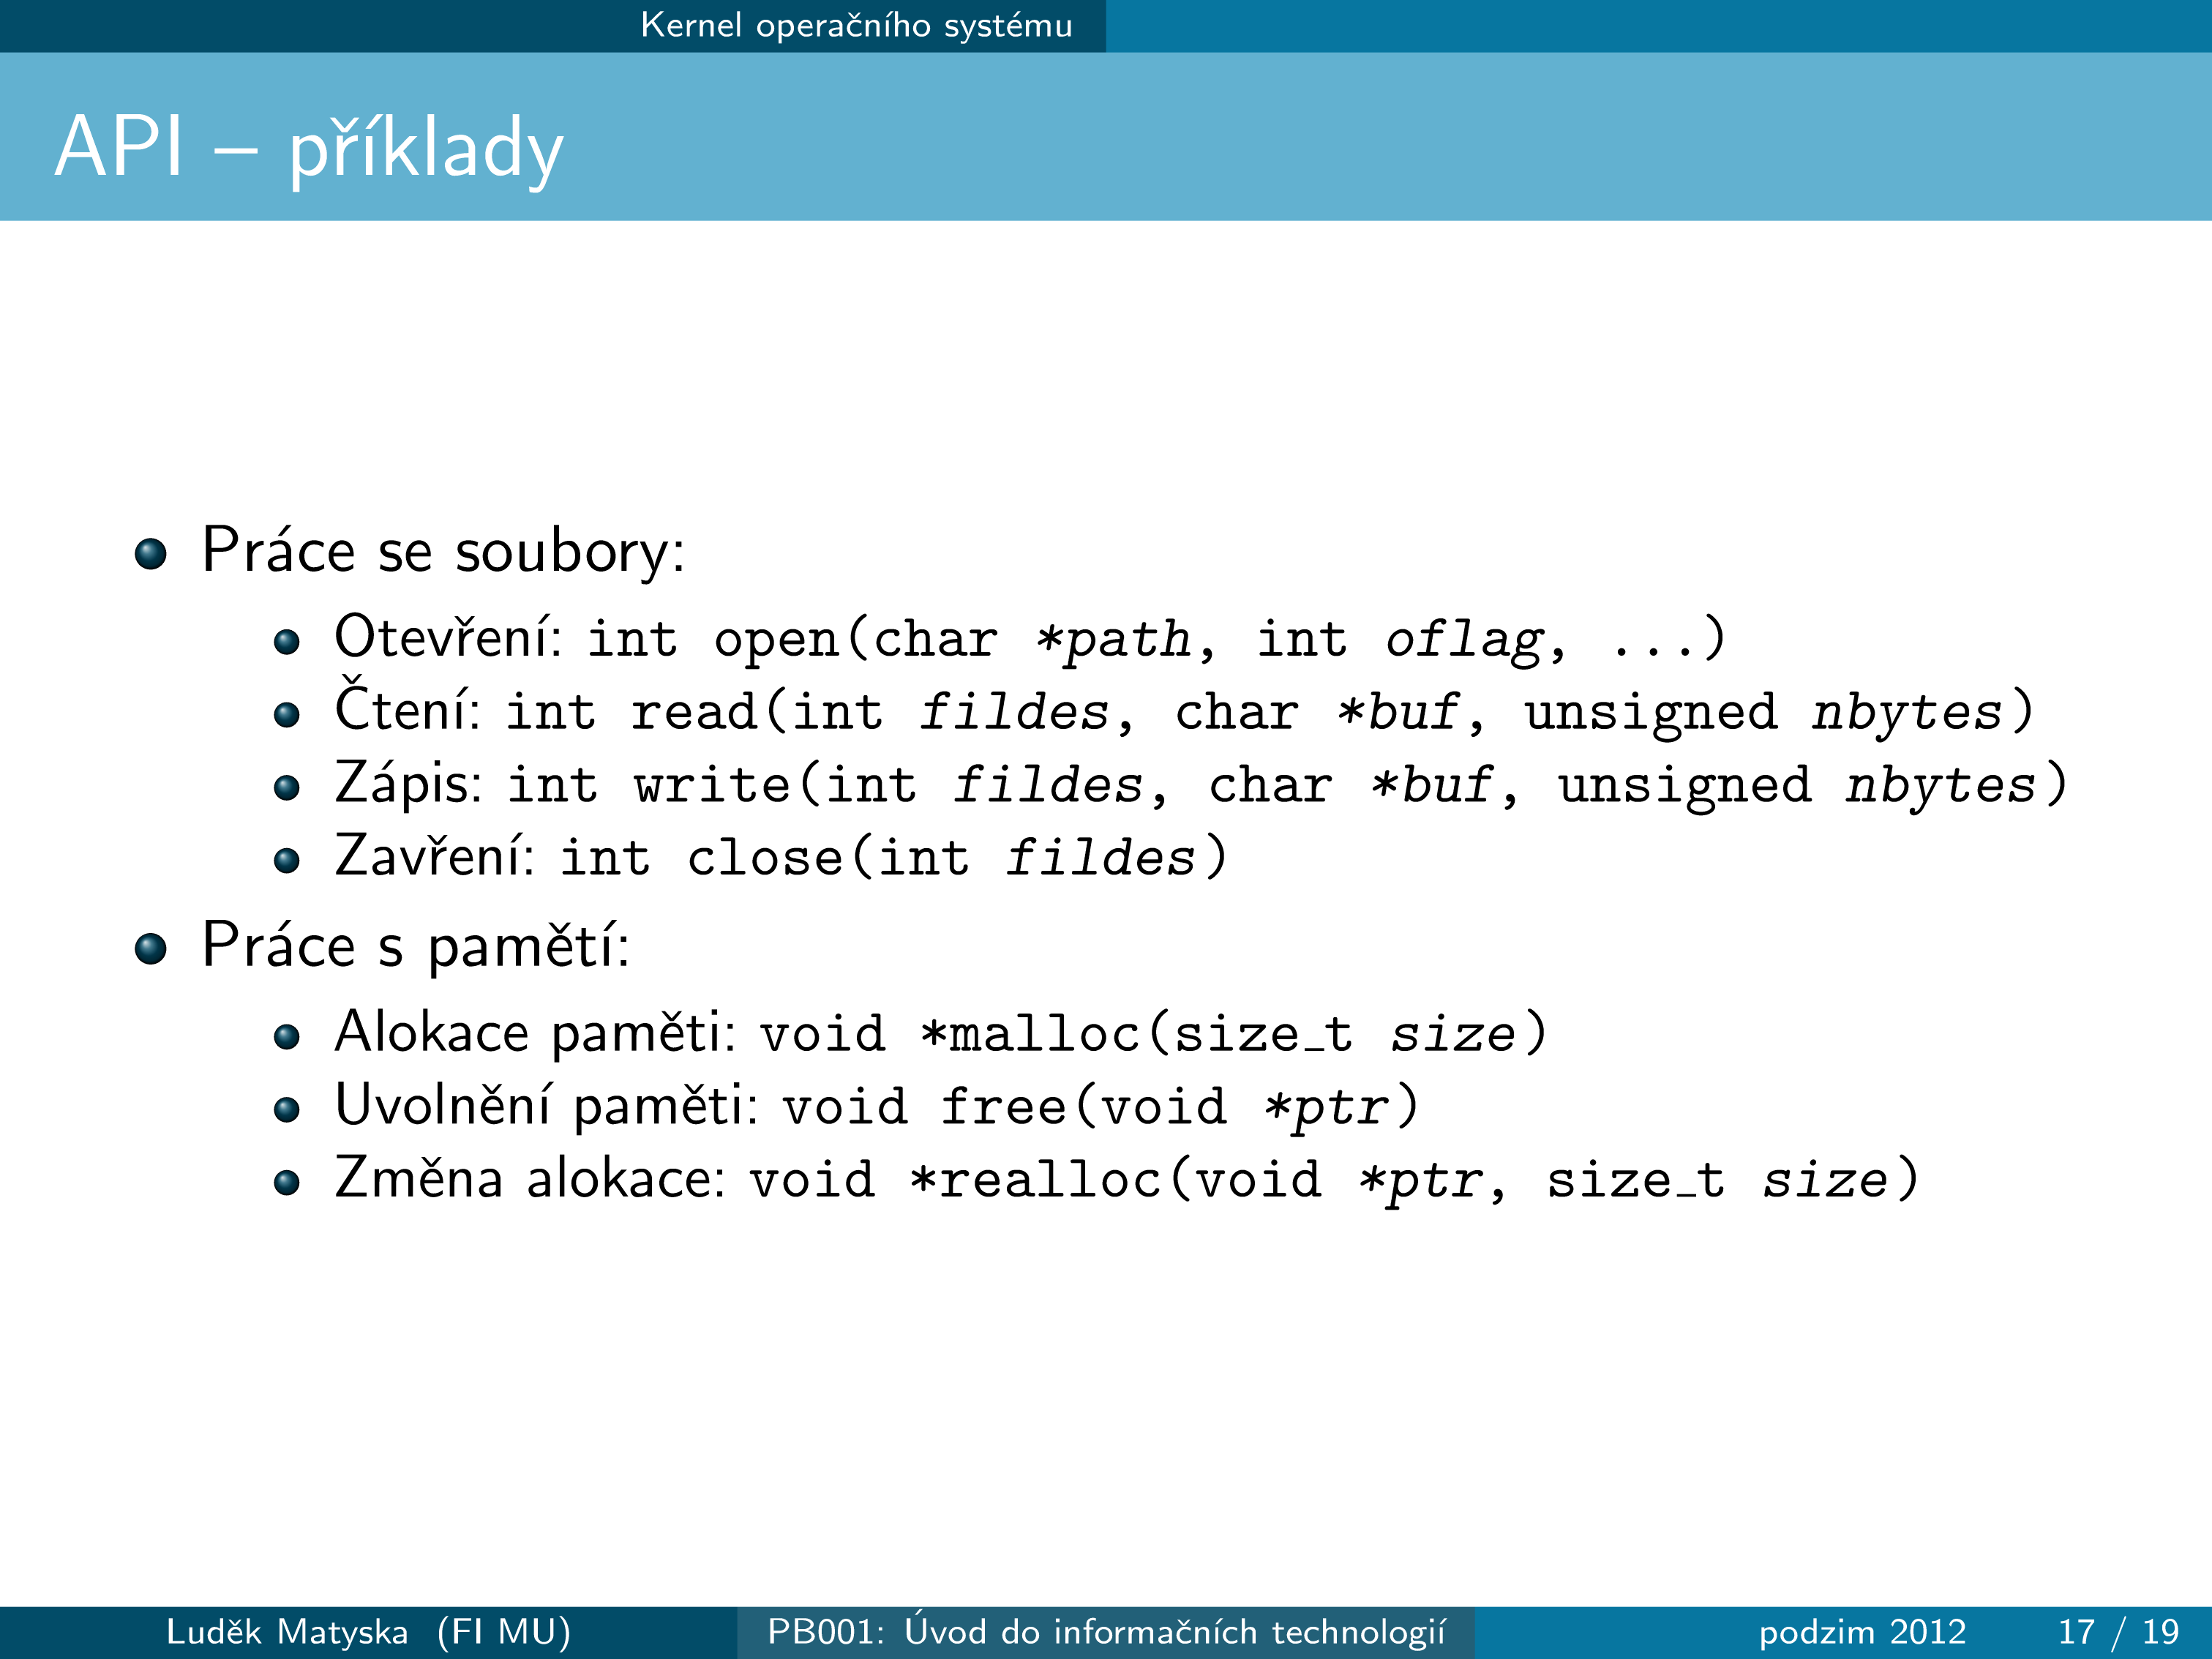 Kernel operačního systému
API – příklady
Práce se soubory:
Otevření: int open(char *path, int oflag, ...)
Čtení: int read(int fildes, char *buf, unsigned nbytes)
Zápis: int write(int fildes, char *buf, unsigned nbytes)
Zavření: int close(int fildes)
Práce s pamětí:
Alokace paměti: void *malloc(size_t size)
Uvolnění paměti: void free(void *ptr)
Změna alokace: void *realloc(void *ptr, size_t size)
Luděk Matyska (FI MU) PB001: Úvod do informačních technologií podzim 2012 17 / 19